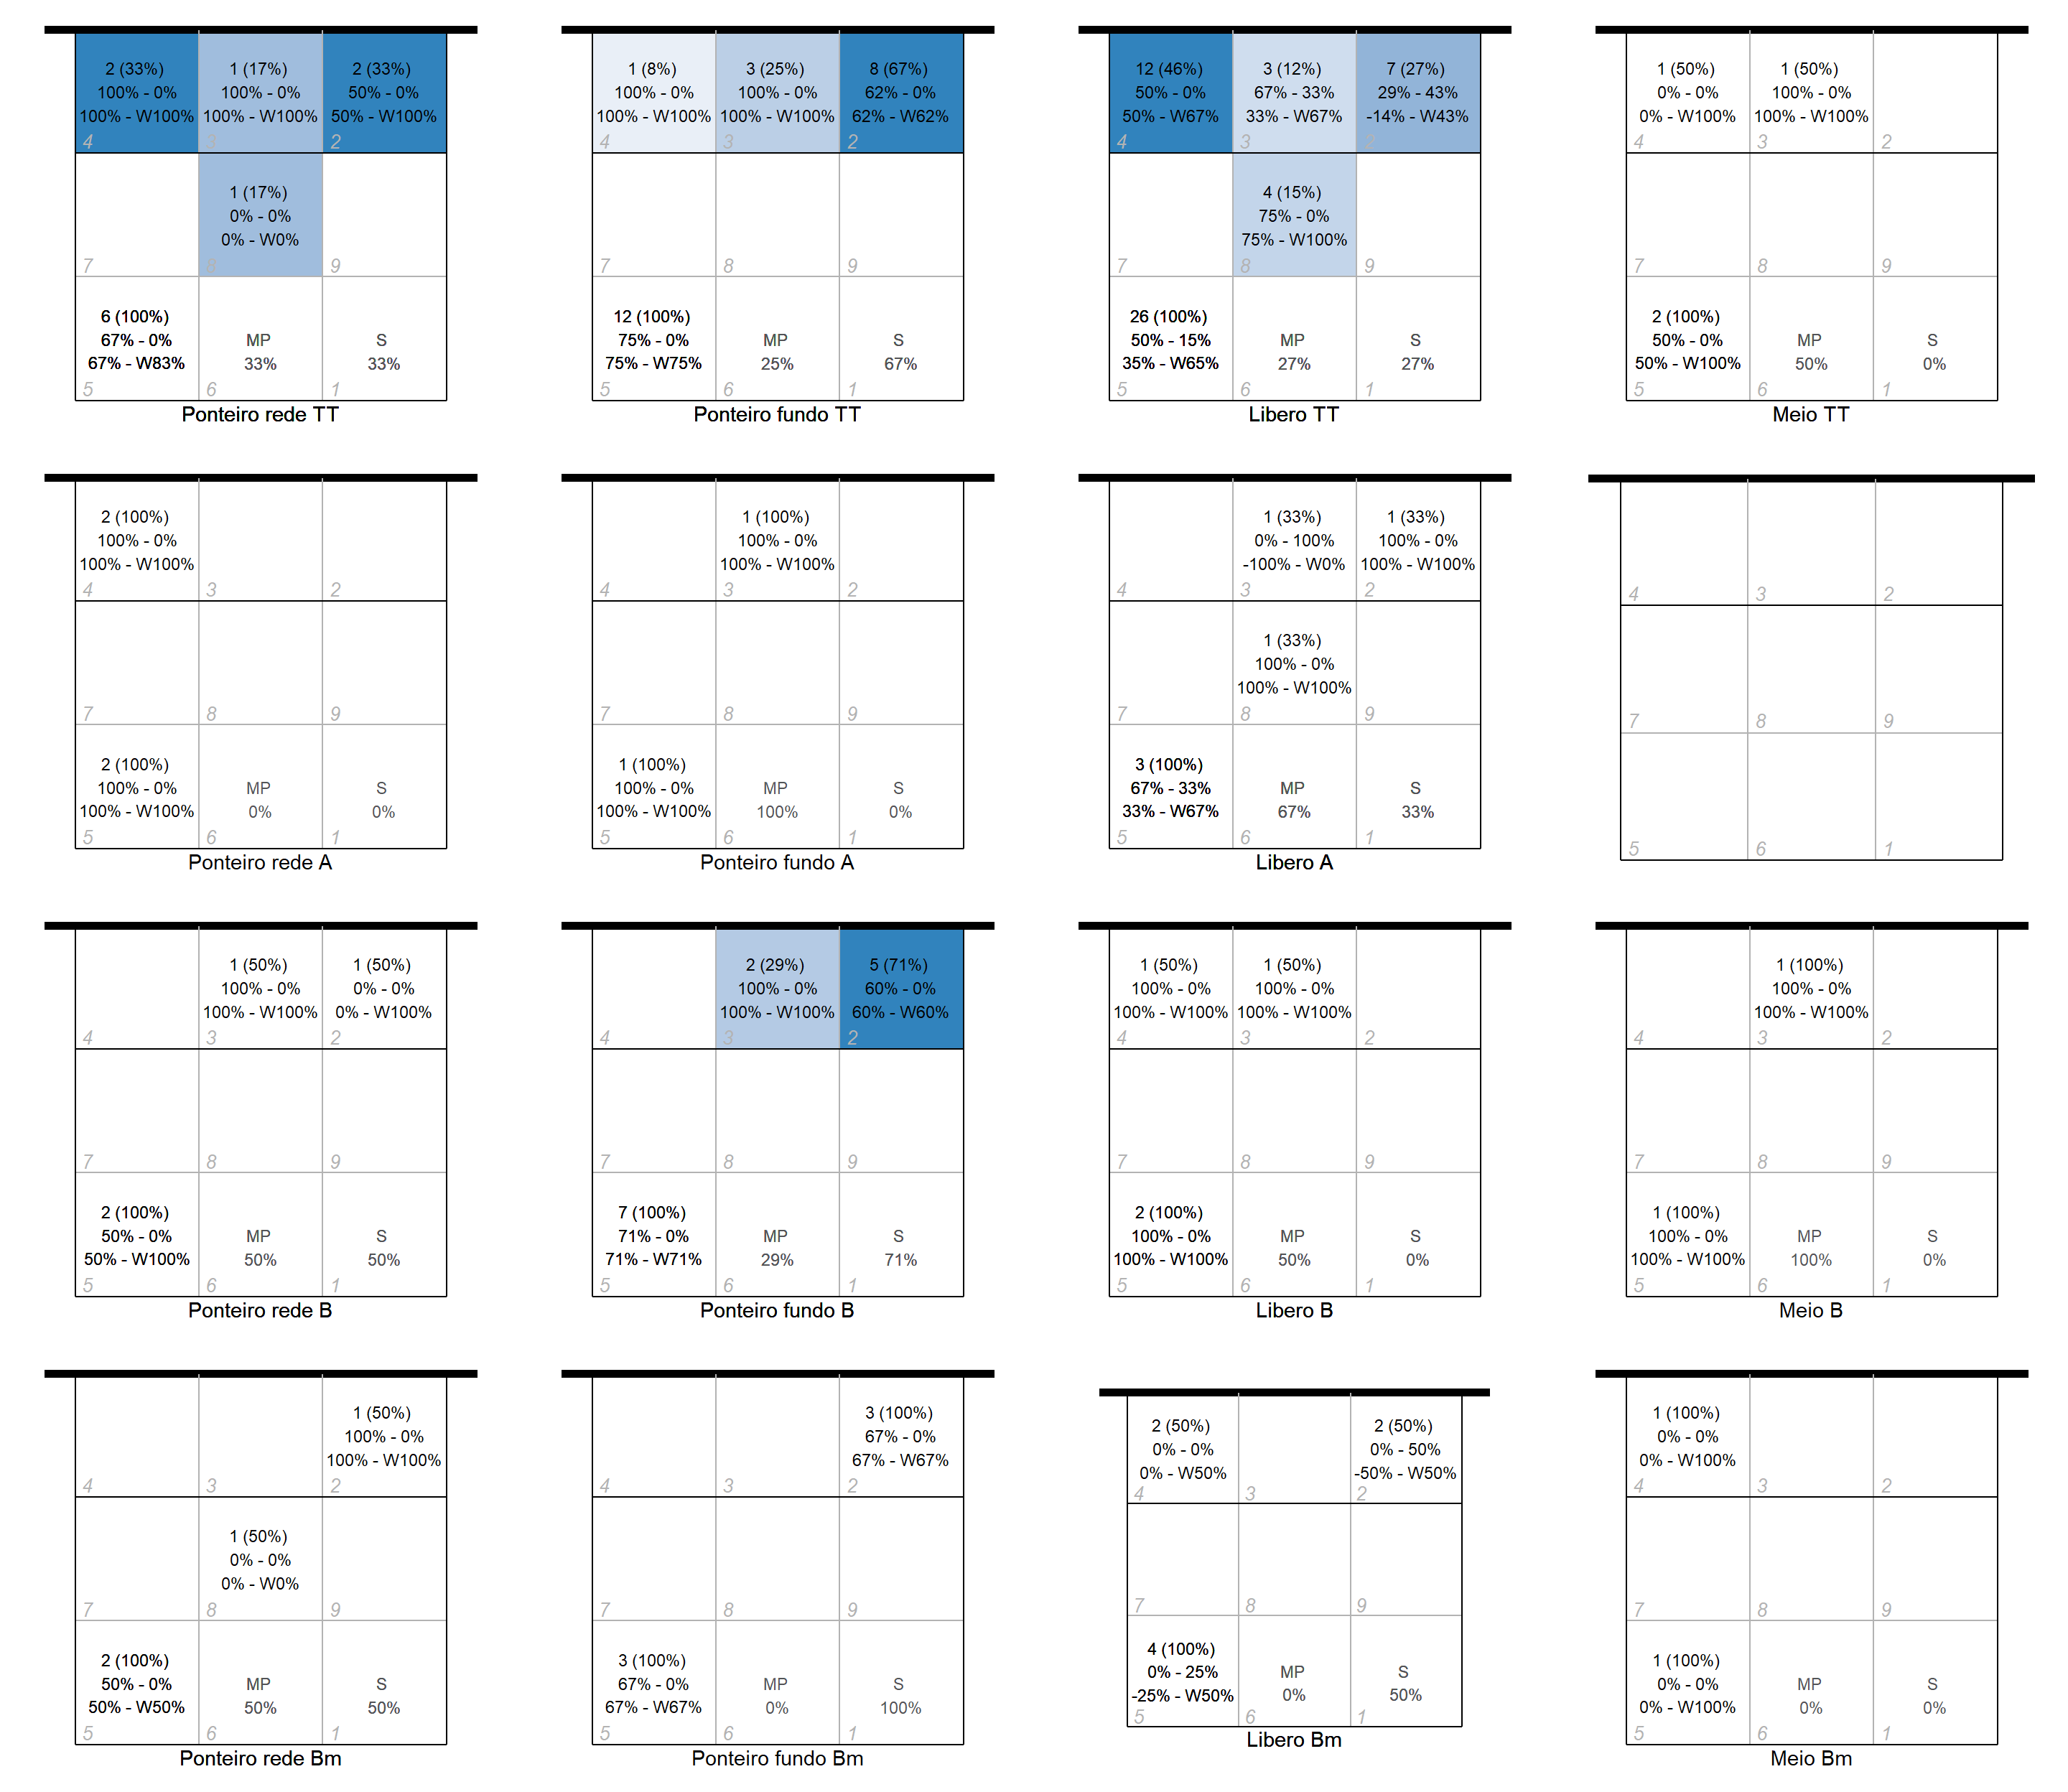 2 (33%)
100% - 0%
100% - W100%
4
1 (17%)
100% - 0%
100% - W100%
3
2 (33%)
50% - 0%
50% - W100%
2
7
1 (17%)
0% - 0%
0% - W0%
8
9
6 (100%)
67% - 0%
67% - W83%
5
MP
33%
6
S
33%
1
Ponteiro rede TT
1 (8%)
100% - 0%
100% - W100%
4
3 (25%)
100% - 0%
100% - W100%
3
8 (67%)
62% - 0%
62% - W62%
2
7
8
9
12 (100%)
75% - 0%
75% - W75%
5
MP
25%
6
S
67%
1
Ponteiro fundo TT
12 (46%)
50% - 0%
50% - W67%
4
3 (12%)
67% - 33%
33% - W67%
3
7 (27%)
29% - 43%
-14% - W43%
2
7
4 (15%)
75% - 0%
75% - W100%
8
9
26 (100%)
50% - 15%
35% - W65%
5
MP
27%
6
S
27%
1
Libero TT
1 (50%)
0% - 0%
0% - W100%
4
1 (50%)
100% - 0%
100% - W100%
3
2
7
8
9
2 (100%)
50% - 0%
50% - W100%
5
MP
50%
6
S
0%
1
Meio TT
2 (100%)
100% - 0%
100% - W100%
4
3
2
7
8
9
2 (100%)
100% - 0%
100% - W100%
5
MP
0%
6
S
0%
1
Ponteiro rede A
4
1 (100%)
100% - 0%
100% - W100%
3
2
7
8
9
1 (100%)
100% - 0%
100% - W100%
5
MP
100%
6
S
0%
1
Ponteiro fundo A
4
1 (33%)
0% - 100%
-100% - W0%
3
1 (33%)
100% - 0%
100% - W100%
2
7
1 (33%)
100% - 0%
100% - W100%
8
9
3 (100%)
67% - 33%
33% - W67%
5
MP
67%
6
S
33%
1
Libero A
4
3
2
7
8
9
5
6
1
4
1 (50%)
100% - 0%
100% - W100%
3
1 (50%)
0% - 0%
0% - W100%
2
7
8
9
2 (100%)
50% - 0%
50% - W100%
5
MP
50%
6
S
50%
1
Ponteiro rede B
4
2 (29%)
100% - 0%
100% - W100%
3
5 (71%)
60% - 0%
60% - W60%
2
7
8
9
7 (100%)
71% - 0%
71% - W71%
5
MP
29%
6
S
71%
1
Ponteiro fundo B
1 (50%)
100% - 0%
100% - W100%
4
1 (50%)
100% - 0%
100% - W100%
3
2
7
8
9
2 (100%)
100% - 0%
100% - W100%
5
MP
50%
6
S
0%
1
Libero B
4
1 (100%)
100% - 0%
100% - W100%
3
2
7
8
9
1 (100%)
100% - 0%
100% - W100%
5
MP
100%
6
S
0%
1
Meio B
4
3
1 (50%)
100% - 0%
100% - W100%
2
7
1 (50%)
0% - 0%
0% - W0%
8
9
2 (100%)
50% - 0%
50% - W50%
5
MP
50%
6
S
50%
1
Ponteiro rede Bm
4
3
3 (100%)
67% - 0%
67% - W67%
2
7
8
9
3 (100%)
67% - 0%
67% - W67%
5
MP
0%
6
S
100%
1
Ponteiro fundo Bm
2 (50%)
0% - 0%
0% - W50%
4
3
2 (50%)
0% - 50%
-50% - W50%
2
7
8
9
4 (100%)
0% - 25%
-25% - W50%
5
MP
0%
6
S
50%
1
Libero Bm
1 (100%)
0% - 0%
0% - W100%
4
3
2
7
8
9
1 (100%)
0% - 0%
0% - W100%
5
MP
0%
6
S
0%
1
Meio Bm